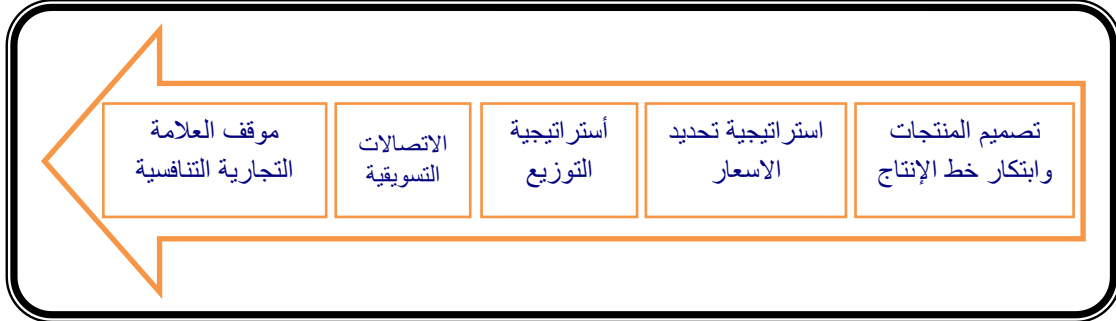 تصميم المنتجات
وابتكار خط الإنتاج
استراتيجية تحديد
الاسعار
أستراتيجية
التوزيع
الاتصالات
التسويقية
موقف العلامة
التجارية التنافسية